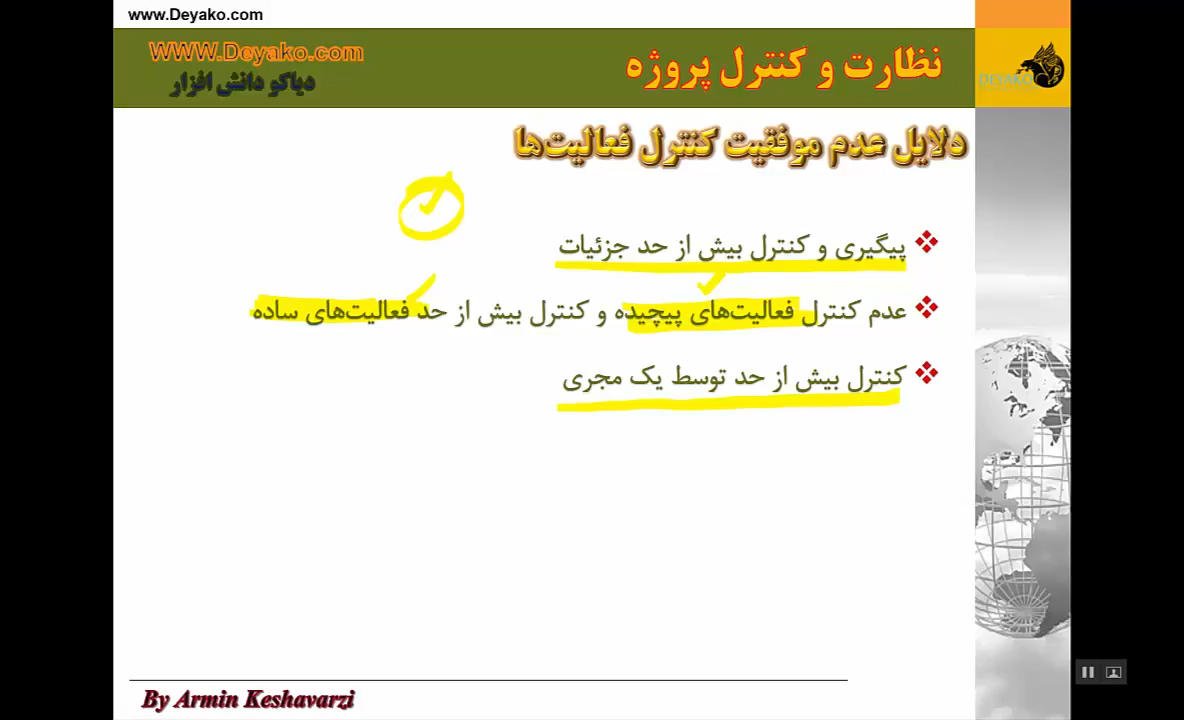 www.Deyako.com
WWW.Deyako.com
دیاکو دانش افزار
نظارت و کنترل پروژه
DEYAKO
دلایل عدم موفقیت کنترل فعالیت‌ها
پیگیری و کنترل بیش از حد جزئیات
عدم کنترل فعالیت‌های پیچیده و کنترل بیش از حد فعالیت‌های ساده
کنترل بیش از حد توسط یک مجری
By Armin Keshavarzi